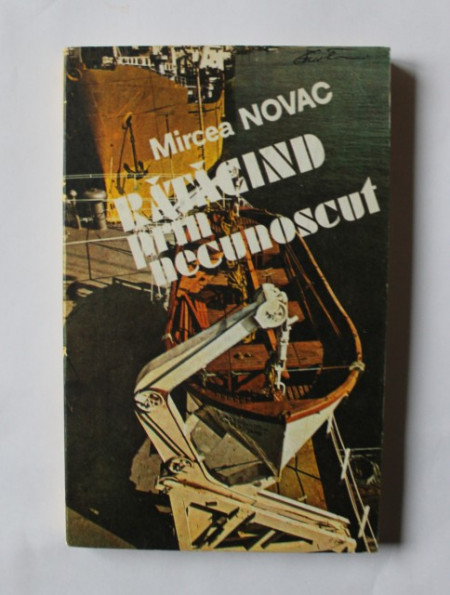 Mircea NOVAC
RĂTĂCIND
prin
necunoscut